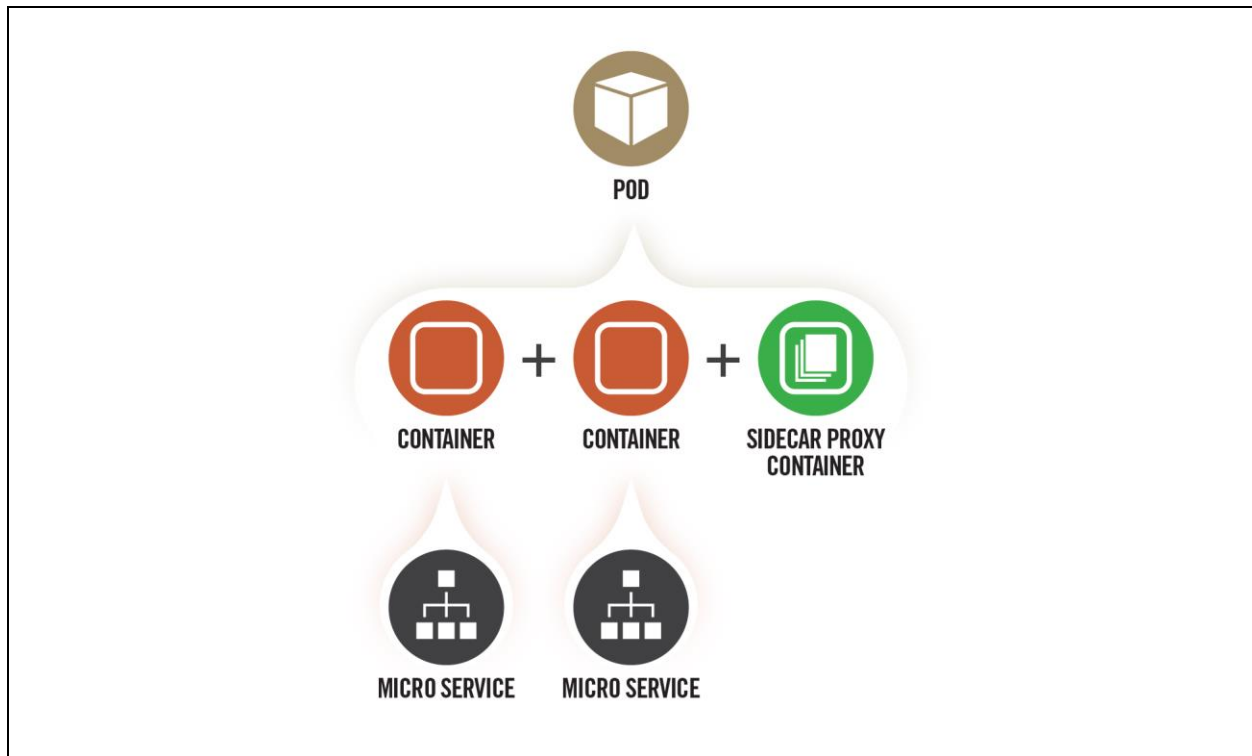 POD
+
+
CONTAINER
CONTAINER
SIDECAR PROXY
CONTAINER
MICRO SERVICE
MICRO SERVICE